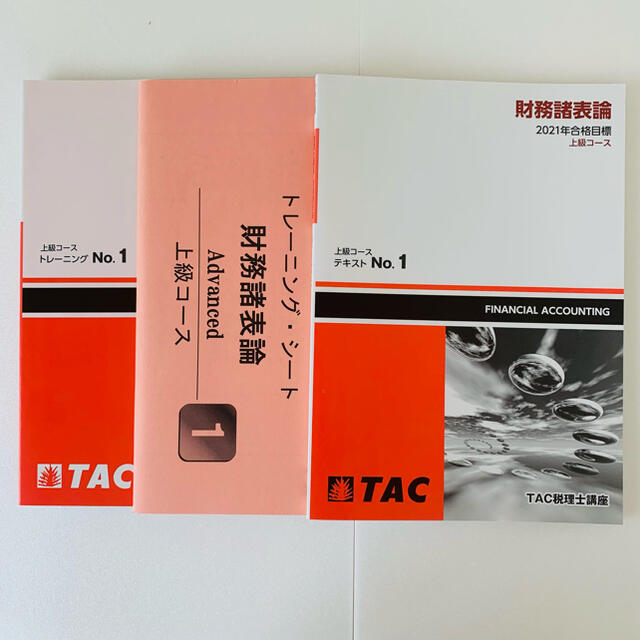 上級コース
トレーニング No.1
TAC
トレーニング・シート
財務諸表論
Advanced
上級コース
1
財務諸表論
2021年合格目標
上級コース
上級コース
テキスト No.1
FINANCIAL ACCOUNTING
TAC
TAC税理士講座